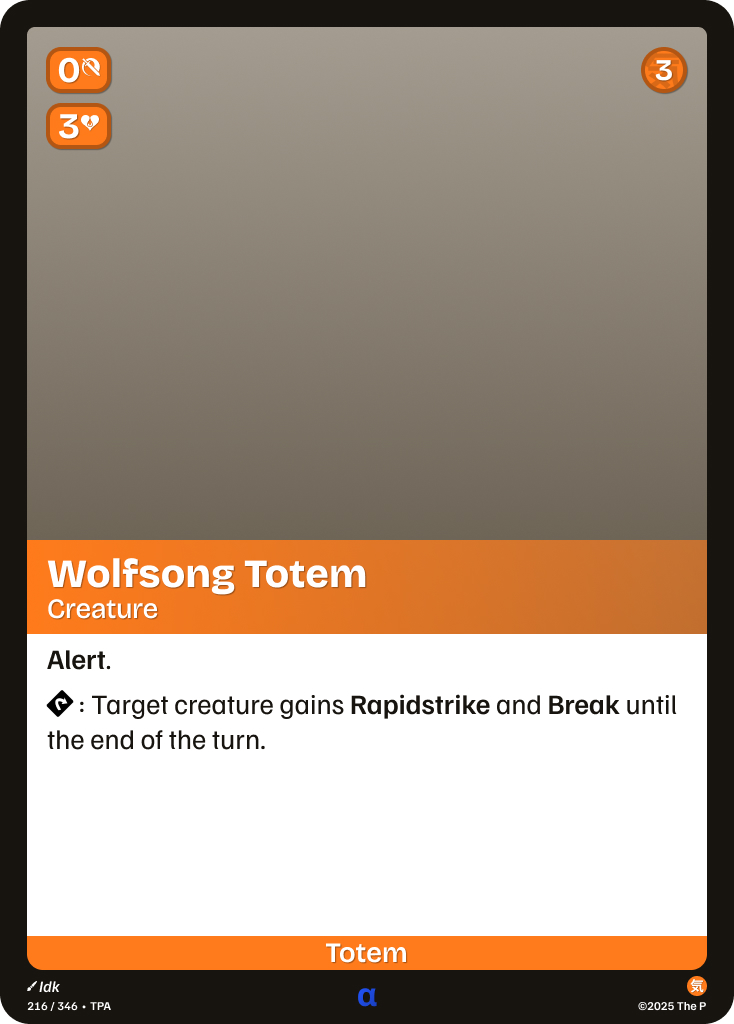 0
3
3
Wolfsong Totem
Creature
Alert.
: Target creature gains Rapidstrike and Break until
the end of the turn.
Totem
Idk
216 / 346 • TPA
α
気
©2025 The P